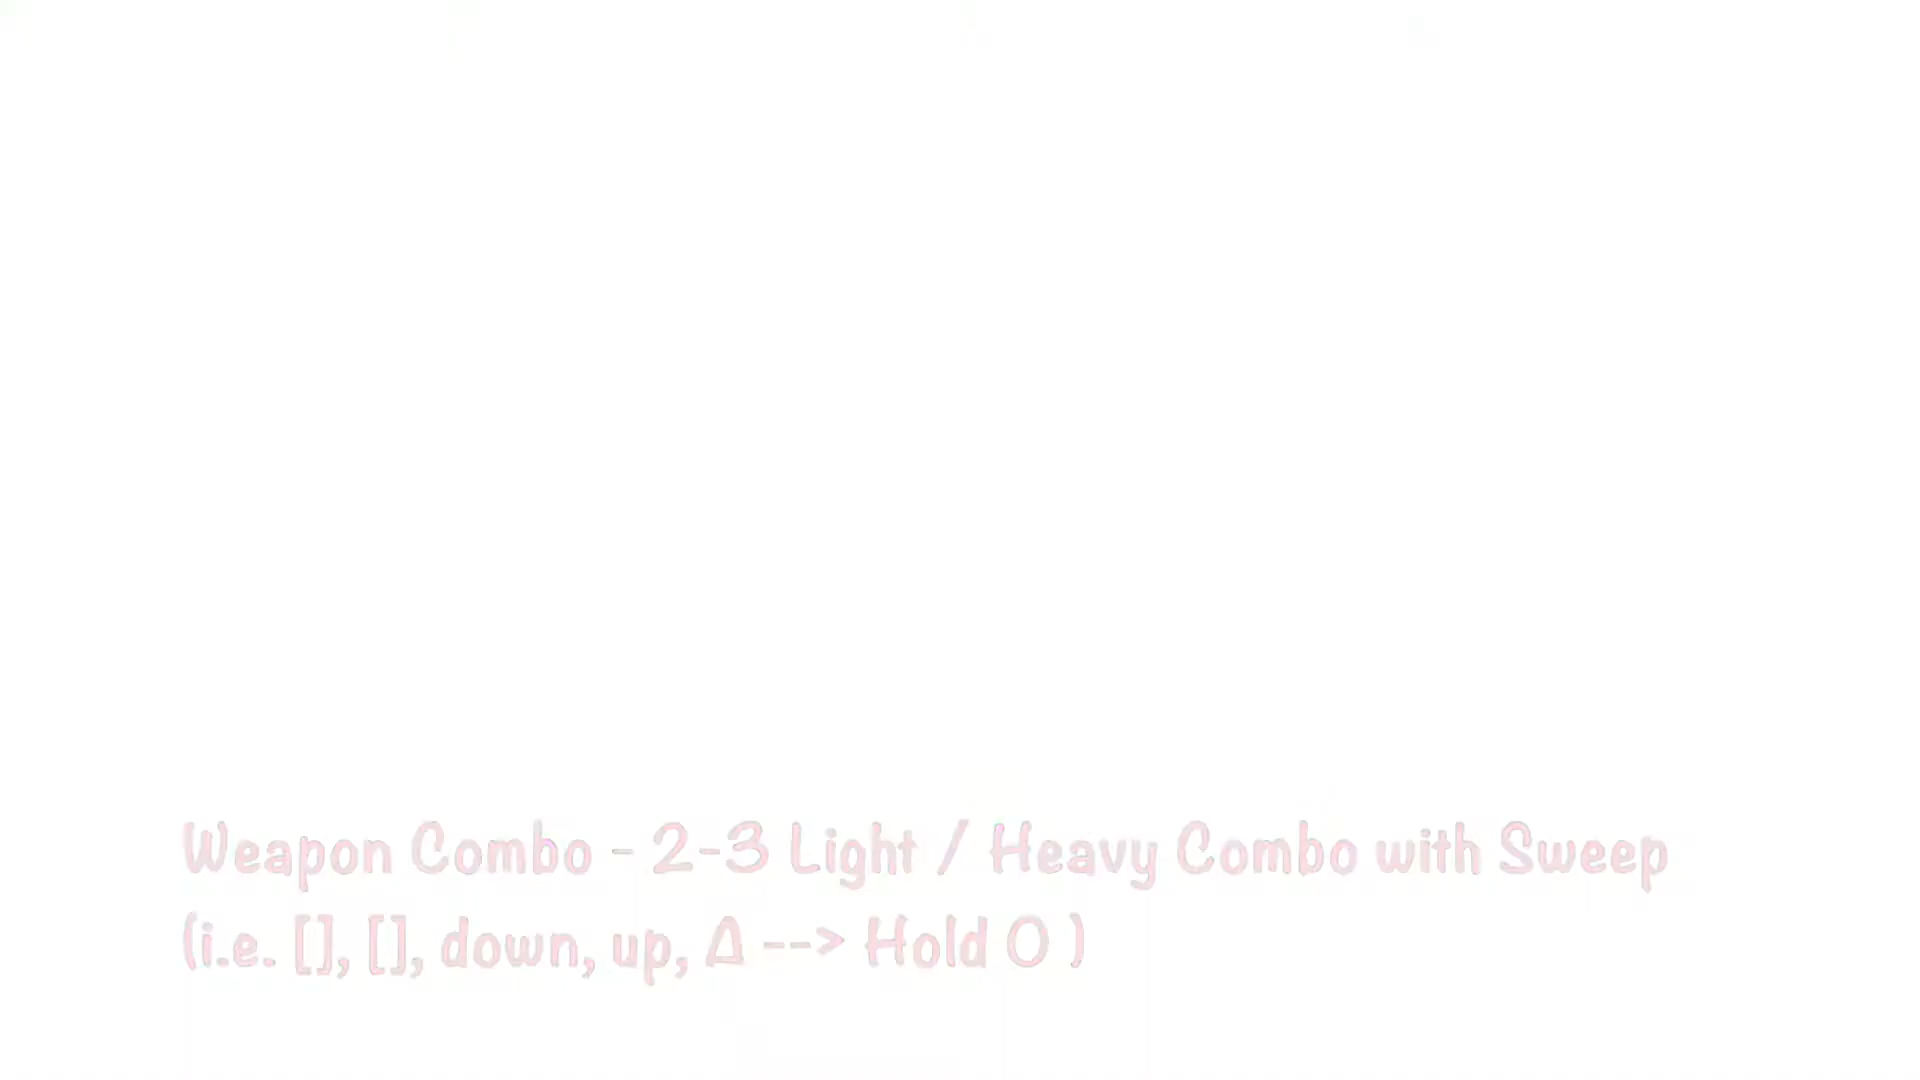 Weapon Combo - 2-3 Light / Heavy Combo with Sweep
(i.e. [], [], down, up, Δ --> Hold O )